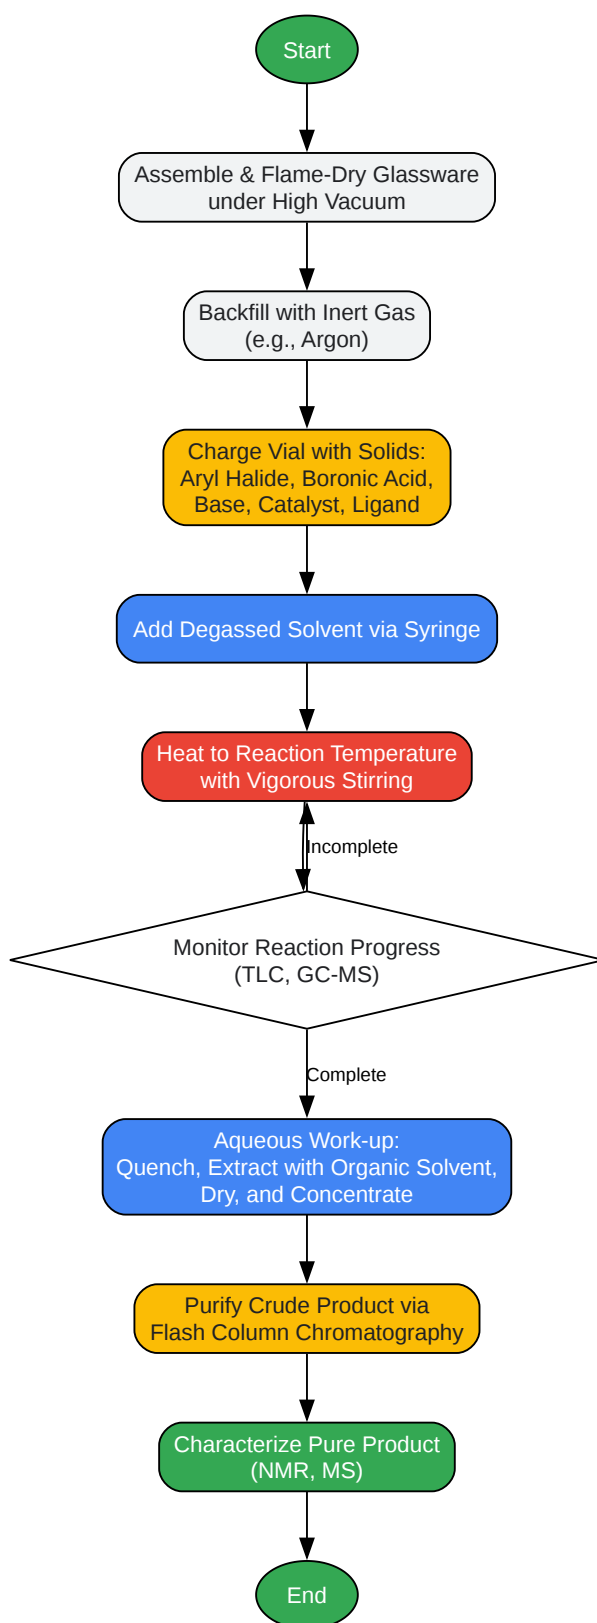 Start
Assemble & Flame-Dry Glassware
under High Vacuum
Backfill with Inert Gas
(e.g., Argon)
Charge Vial with Solids:
Aryl Halide, Boronic Acid,
Base, Catalyst, Ligand
Add Degassed Solvent via Syringe
Heat to Reaction Temperature
with Vigorous Stirring
Incomplete
Monitor Reaction Progress
(TLC, GC-MS)
Complete
Aqueous Work-up:
Quench, Extract with Organic Solvent,
Dry, and Concentrate
Purify Crude Product via
Flash Column Chromatography
Characterize Pure Product
(NMR, MS)
End